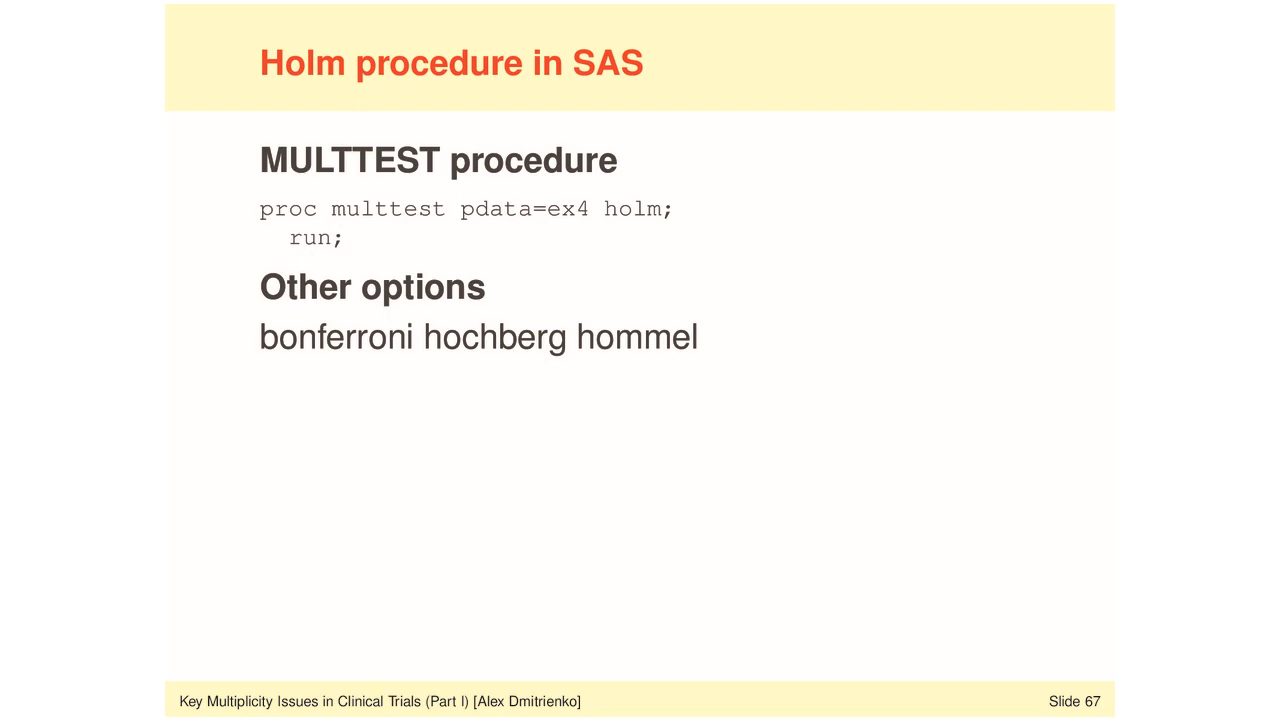 Holm procedure in SAS
MULTTEST procedure
proc multtest pdata=ex4 holm;
run;
Other options
bonferroni hochberg hommel
Key Multiplicity Issues in Clinical Trials (Part I) [Alex Dmitrienko]
Slide 67